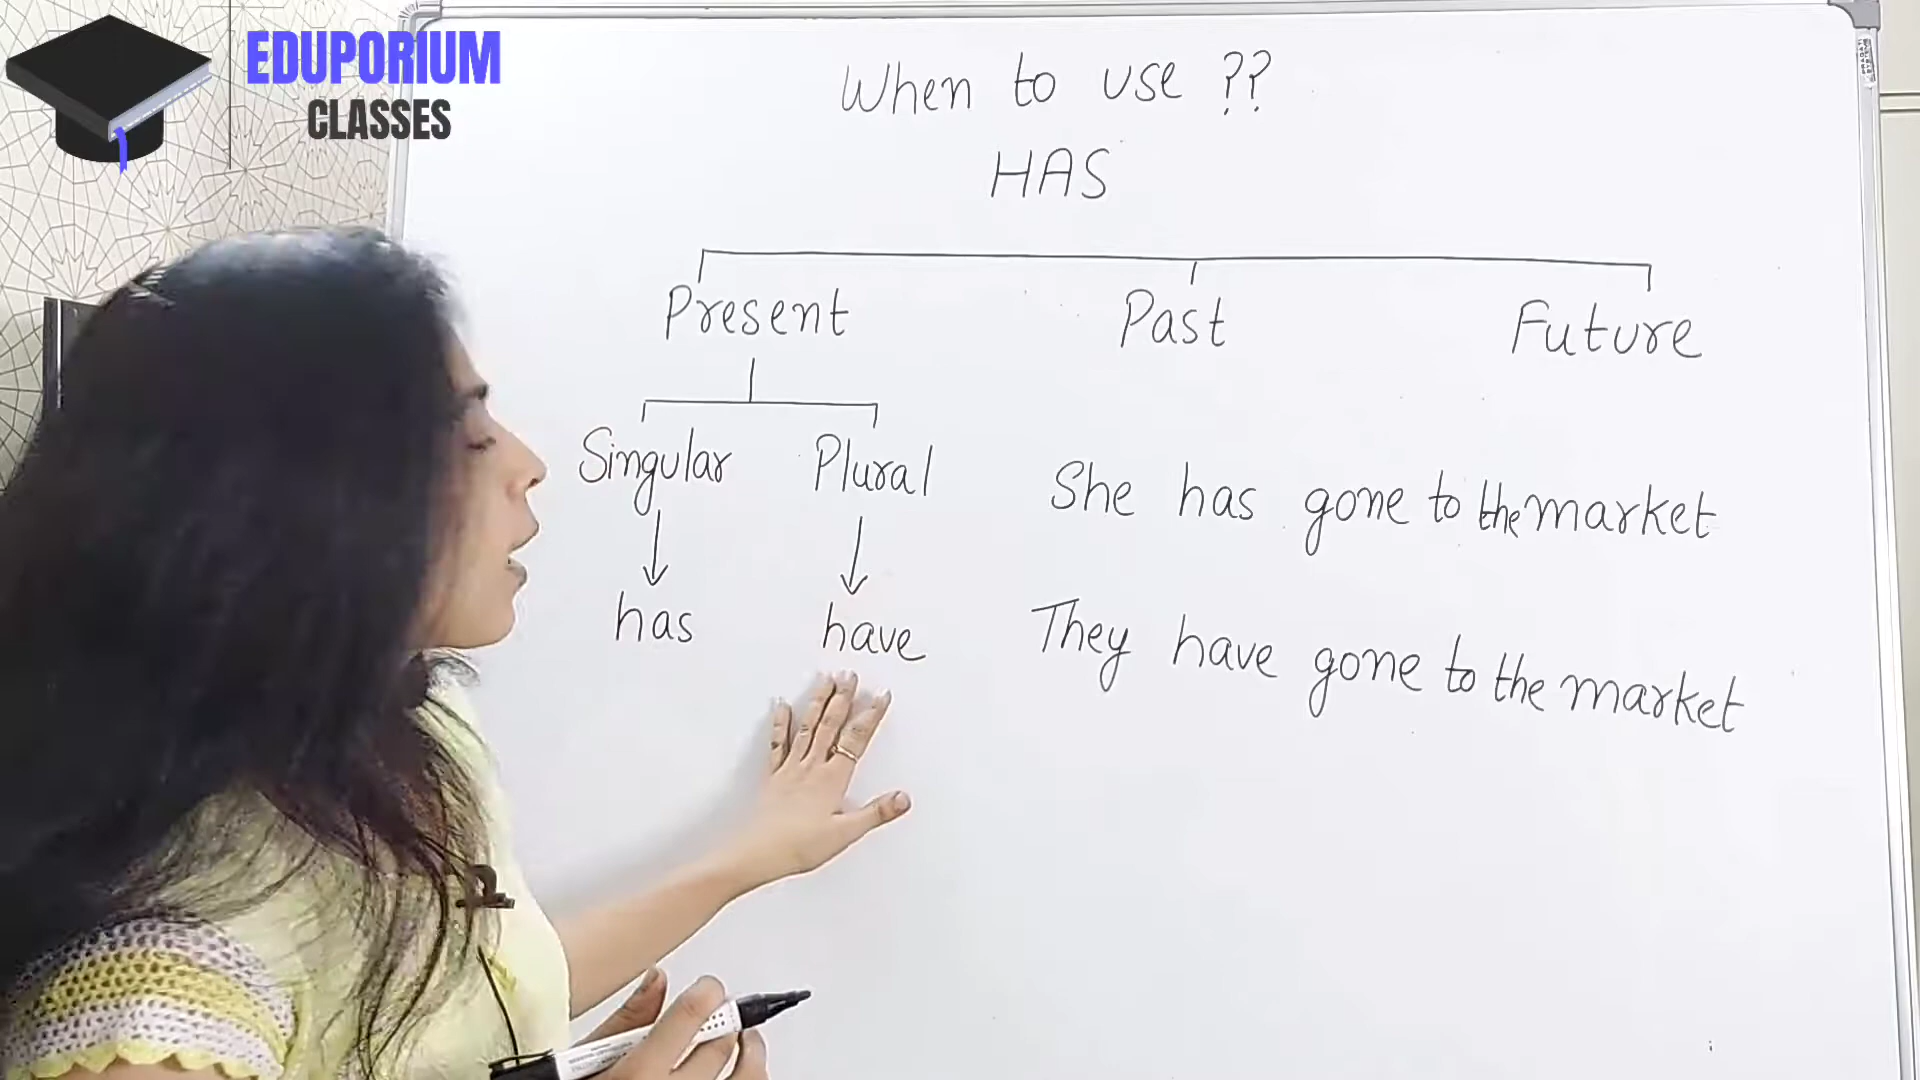 EDUPORIUM
CLASSES
When to use ??
HAS
Present Past Future
Singular Plural
has have
She has gone to the market
They have gone to the market